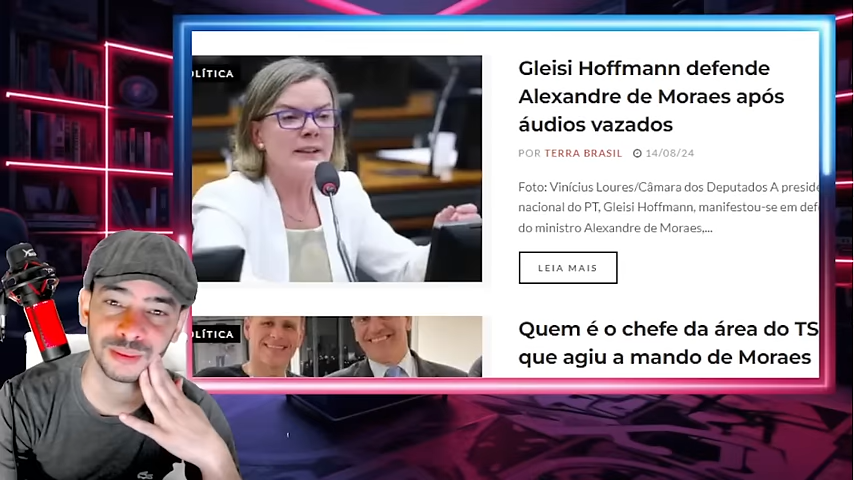 OLÍTICA
Gleisi Hoffmann defende
Alexandre de Moraes após
áudios vazados
POR TERRA BRASIL 14/08/24
Foto: Vinícius Loures/Câmara dos Deputados A preside
nacional do PT, Gleisi Hoffmann, manifestou-se em defe
do ministro Alexandre de Moraes,...
LEIA MAIS
OLÍTICA
Quem é o chefe da área do TS
que agiu a mando de Moraes